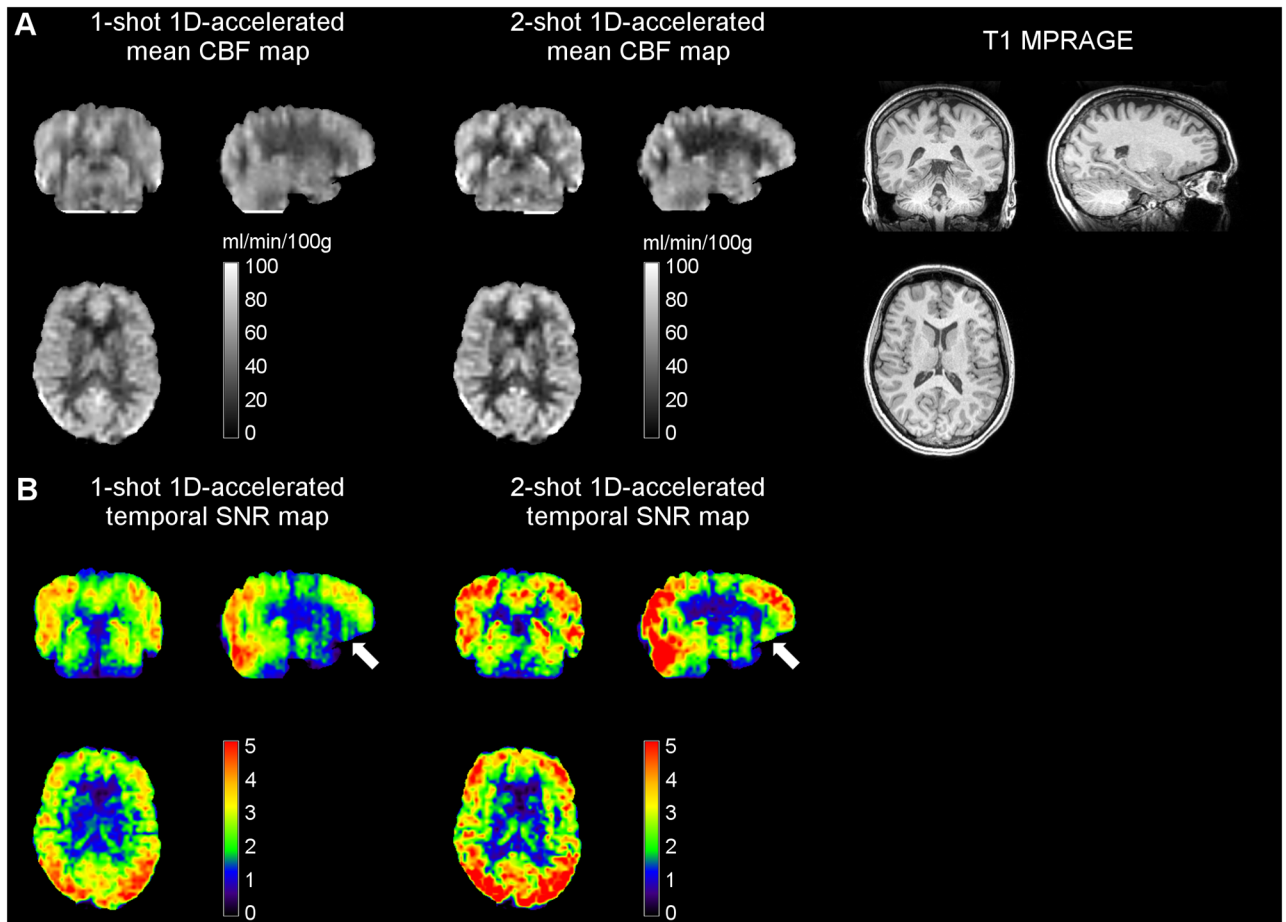 A
1-shot 1D-accelerated
mean CBF map
2-shot 1D-accelerated
mean CBF map
T1 MPRAGE
ml/min/100g
100
80
60
40
20
0
ml/min/100g
100
80
60
40
20
0
B
1-shot 1D-accelerated
temporal SNR map
2-shot 1D-accelerated
temporal SNR map
5
4
3
2
1
0
5
4
3
2
1
0